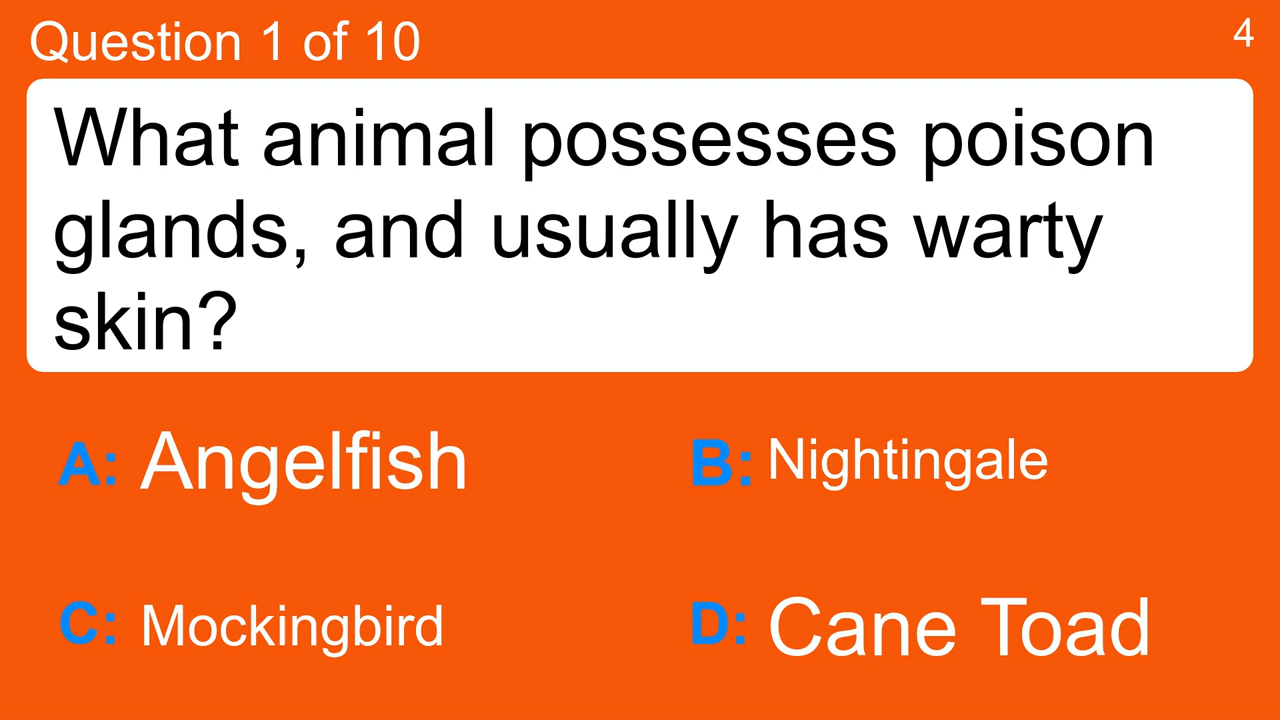 Question 1 of 10
4
What animal possesses poison
glands, and usually has warty
skin?
A: Angelfish
B: Nightingale
C: Mockingbird
D: Cane Toad